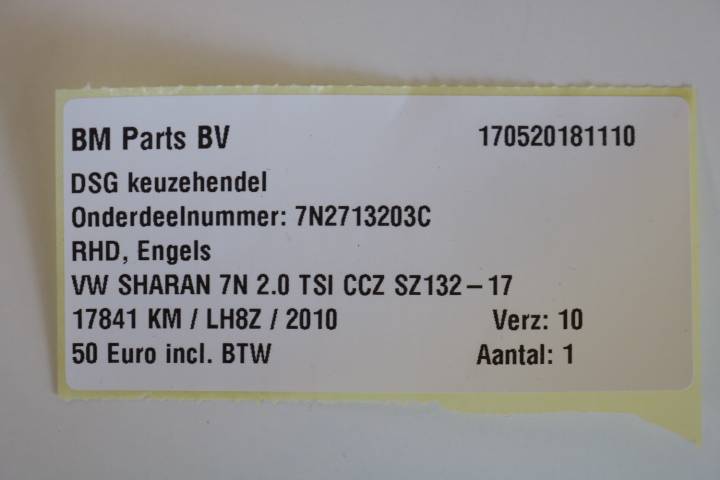 BM Parts BV 170520181110
DSG keuzehendel
Onderdeelnummer: 7N2713203C
RHD, Engels
VW SHARAN 7N 2.0 TSI CCZ SZ132-17
17841 KM / LH8Z / 2010 Verz: 10
50 Euro incl. BTW Aantal: 1